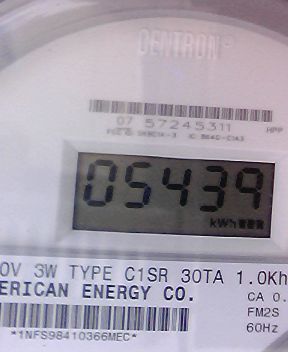 CENTRON®
07 57245311 HPP
05439
kWh
0V 3W TYPE C1SR 30TA 1.0Kh
ERICAN ENERGY CO.
CA 0.
FM2S
*1NFS98410366MEC*
60Hz